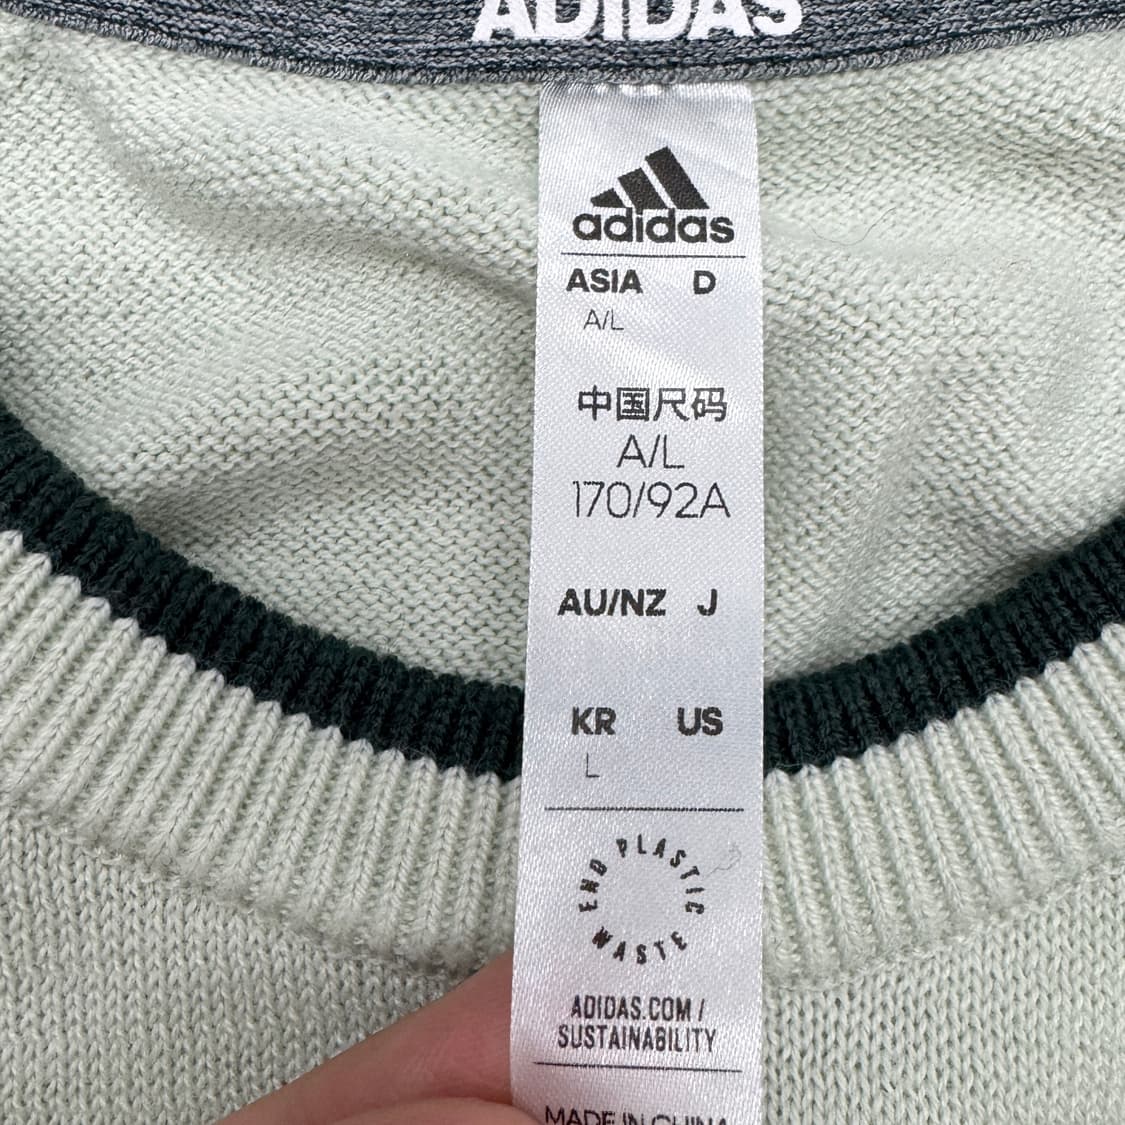 ADIDAS
adidas
ASIA D
A/L
中国尺码
A/L
170/92A
AU/NZ J
KR US
L
END PLASTIC WASTE
ADIDAS.COM/
SUSTAINABILITY
MADE IN CHINA